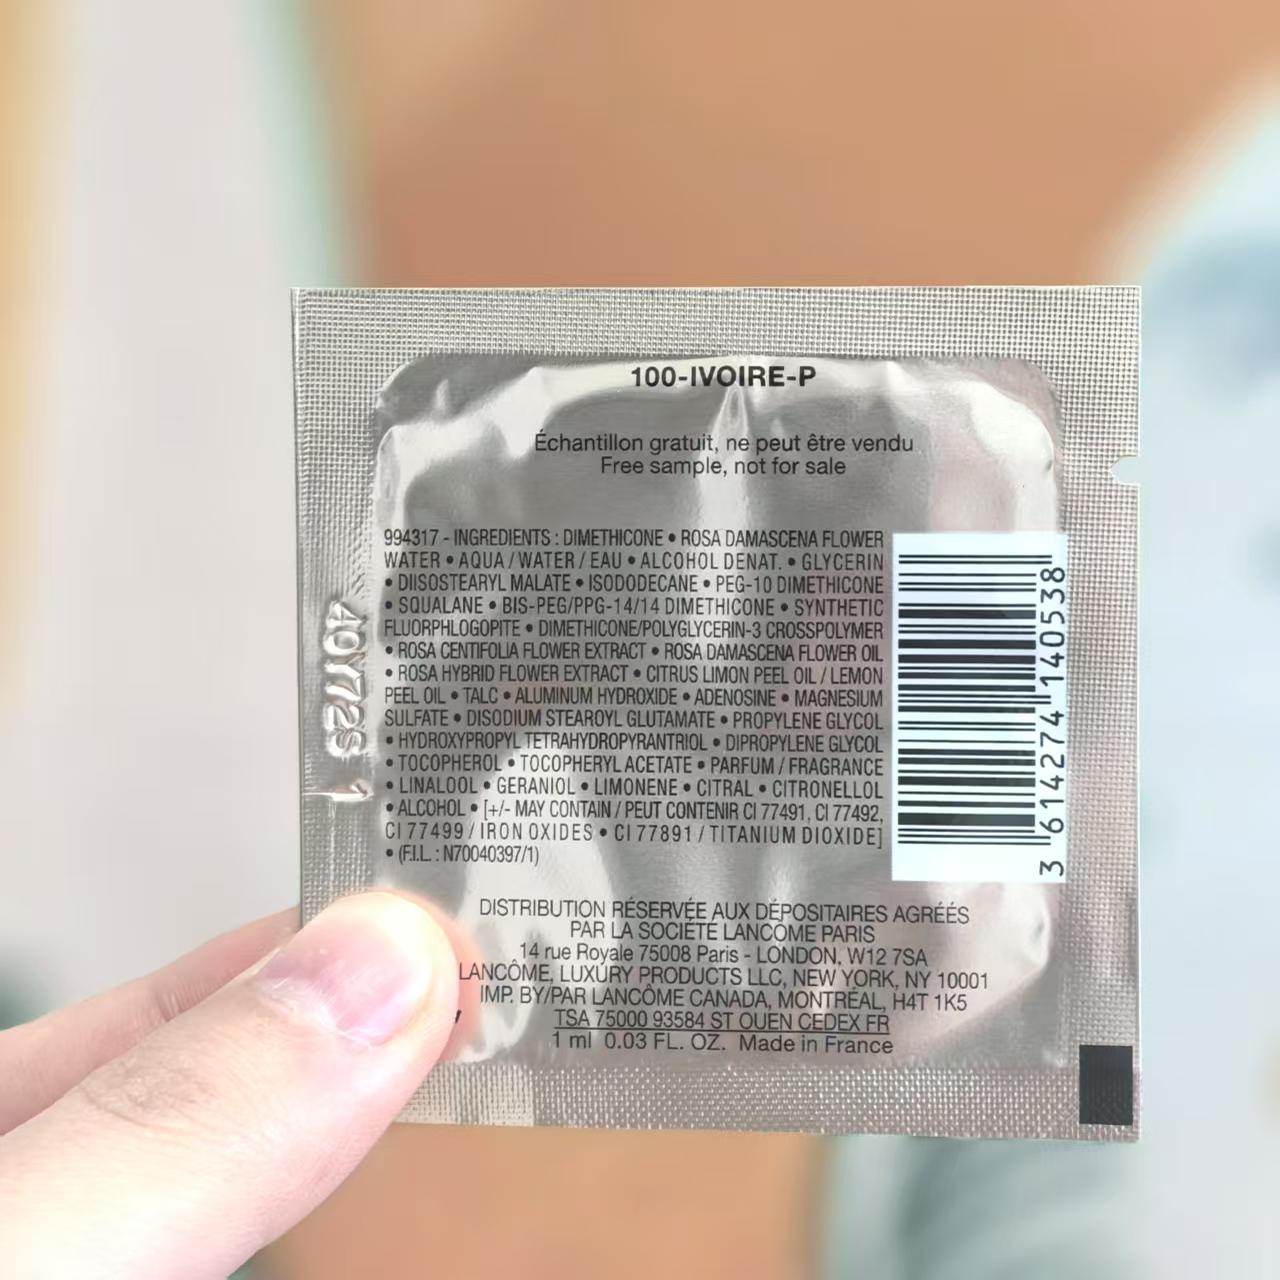 100-IVOIRE-P
Échantillon gratuit, ne peut être vendu
Free sample, not for sale
994317 - INGREDIENTS : DIMETHICONE • ROSA DAMASCENA FLOWER
WATER • AQUA / WATER / EAU • ALCOHOL DENAT. • GLYCERIN
• DIISOSTEARYL MALATE • ISODODECANE • PEG-10 DIMETHICONE
• SQUALANE • BIS-PEG/PPG-14/14 DIMETHICONE • SYNTHETIC
FLUORPHLOGOPITE • DIMETHICONE/POLYGLYCERIN-3 CROSSPOLYMER
• ROSA CENTIFOLIA FLOWER EXTRACT • ROSA DAMASCENA FLOWER OIL
• ROSA HYBRID FLOWER EXTRACT • CITRUS LIMON PEEL OIL / LEMON
PEEL OIL • TALC • ALUMINUM HYDROXIDE • ADENOSINE • MAGNESIUM
SULFATE • DISODIUM STEAROYL GLUTAMATE • PROPYLENE GLYCOL
• HYDROXYPROPYL TETRAHYDROPYRANTRIOL • DIPROPYLENE GLYCOL
• TOCOPHEROL • TOCOPHERYL ACETATE • PARFUM / FRAGRANCE
• LINALOOL • GERANIOL • LIMONENE • CITRAL • CITRONELLOL
• ALCOHOL • [+/- MAY CONTAIN / PEUT CONTENIR CI 77491, CI 77492,
CI 77499 / IRON OXIDES • CI 77891 / TITANIUM DIOXIDE]
• (F.I.L. : N70040397/1)
3 614274 140538
DISTRIBUTION RÉSERVÉE AUX DÉPOSITAIRES AGRÉÉS
PAR LA SOCIÉTÉ LANCÔME PARIS
14 rue Royale 75008 Paris - LONDON, W12 7SA
LANCÔME, LUXURY PRODUCTS LLC, NEW YORK, NY 10001
IMP. BY/PAR LANCÔME CANADA, MONTRÉAL, H4T 1K5
TSA 75000 93584 ST OUEN CEDEX FR
1 ml 0.03 FL. OZ. Made in France